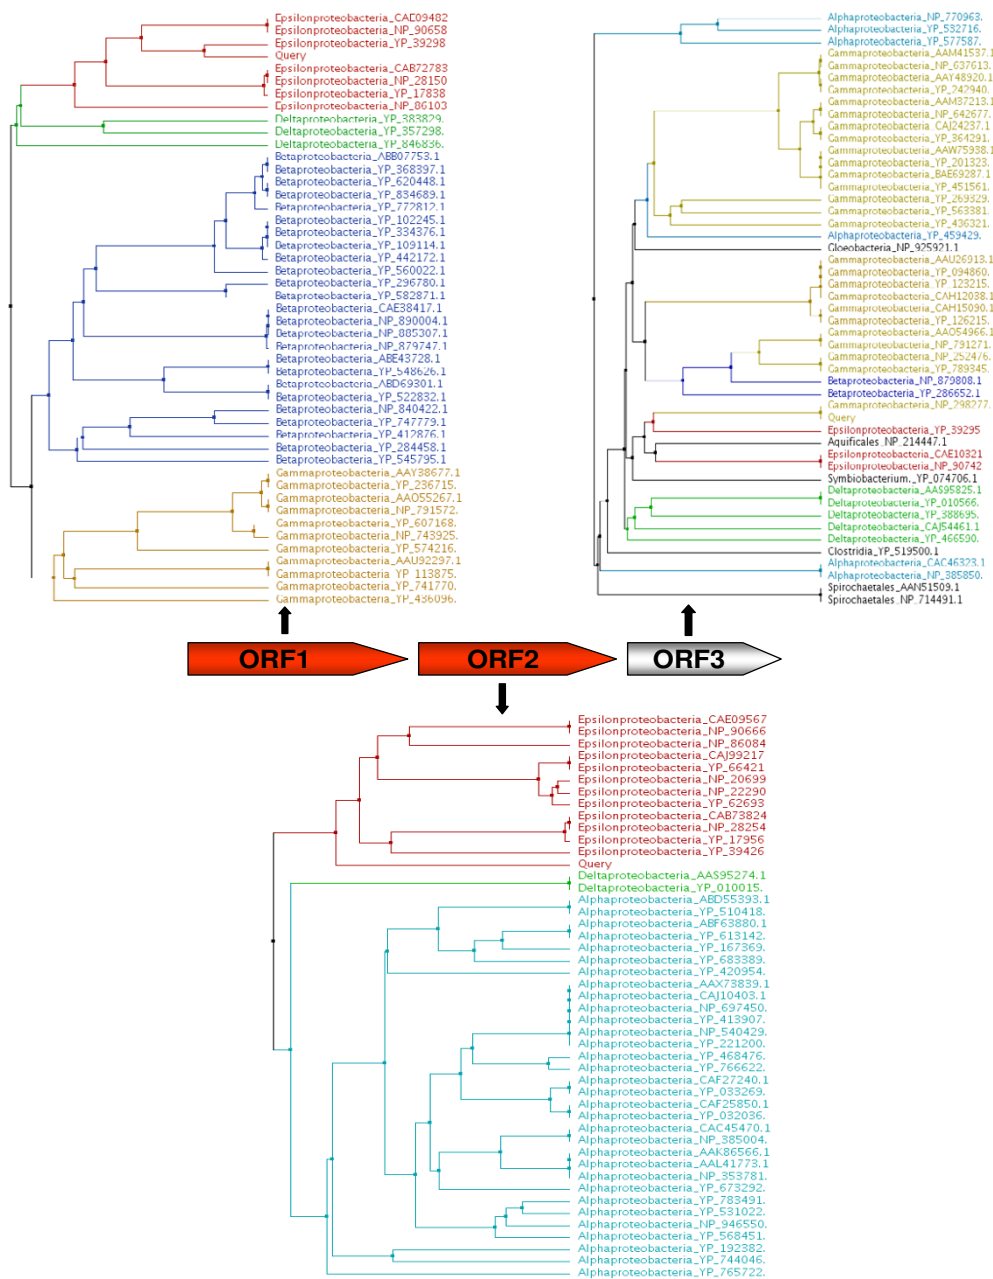 Epsilonproteobacteria_CAE09482
Epsilonproteobacteria_NP_90658
Epsilonproteobacteria_YP_39298
Query
Epsilonproteobacteria_CAB72783
Epsilonproteobacteria_NP_28150
Epsilonproteobacteria_YP_17838
Epsilonproteobacteria_NP_86103
Deltaproteobacteria_YP_383829.
Deltaproteobacteria_YP_357298.
Deltaproteobacteria_YP_846836.
Betaproteobacteria_ABB07753.1
Betaproteobacteria_YP_368397.1
Betaproteobacteria_YP_620448.1
Betaproteobacteria_YP_834689.1
Betaproteobacteria_YP_772812.1
Betaproteobacteria_YP_102245.1
Betaproteobacteria_YP_334376.1
Betaproteobacteria_YP_109114.1
Betaproteobacteria_YP_442172.1
Betaproteobacteria_YP_560022.1
Betaproteobacteria_YP_296780.1
Betaproteobacteria_YP_582871.1
Betaproteobacteria_CAE38417.1
Betaproteobacteria_NP_890004.1
Betaproteobacteria_NP_885307.1
Betaproteobacteria_NP_879747.1
Betaproteobacteria_ABE43728.1
Betaproteobacteria_YP_548626.1
Betaproteobacteria_ABD69301.1
Betaproteobacteria_YP_522832.1
Betaproteobacteria_NP_840422.1
Betaproteobacteria_YP_747779.1
Betaproteobacteria_YP_412876.1
Betaproteobacteria_YP_284458.1
Betaproteobacteria_YP_545795.1
Gammaproteobacteria_AAY38677.1
Gammaproteobacteria_YP_236715.
Gammaproteobacteria_AAO55267.1
Gammaproteobacteria_NP_791572.
Gammaproteobacteria_YP_607168.
Gammaproteobacteria_NP_743925.
Gammaproteobacteria_YP_574216.
Gammaproteobacteria_AAU92297.1
Gammaproteobacteria_YP_113875.
Gammaproteobacteria_YP_741770.
Gammaproteobacteria_YP_436096.
Alphaproteobacteria_NP_770963.
Alphaproteobacteria_YP_532716.
Alphaproteobacteria_YP_577587.
Gammaproteobacteria_AAM41537.1
Gammaproteobacteria_NP_637613.
Gammaproteobacteria_AAY48920.1
Gammaproteobacteria_YP_242940.
Gammaproteobacteria_AAM37213.1
Gammaproteobacteria_NP_642677.
Gammaproteobacteria_CAJ24237.1
Gammaproteobacteria_YP_364291.
Gammaproteobacteria_AAW75938.1
Gammaproteobacteria_YP_201323.
Gammaproteobacteria_BAE69287.1
Gammaproteobacteria_YP_451561.
Gammaproteobacteria_YP_269329.
Gammaproteobacteria_YP_563381.
Gammaproteobacteria_YP_436321.
Alphaproteobacteria_YP_459429.
Gloeobacteria_NP_925921.1
Gammaproteobacteria_AAU26913.1
Gammaproteobacteria_YP_094860.
Gammaproteobacteria_YP_123215.
Gammaproteobacteria_CAH12038.1
Gammaproteobacteria_CAH15090.1
Gammaproteobacteria_YP_126215.
Gammaproteobacteria_AAO54966.1
Gammaproteobacteria_NP_791271.
Gammaproteobacteria_NP_252476.
Gammaproteobacteria_YP_789345.
Betaproteobacteria_NP_879808.1
Betaproteobacteria_YP_286652.1
Gammaproteobacteria_NP_298277.
Query
Epsilonproteobacteria_YP_39295
Aquificales_NP_214447.1
Epsilonproteobacteria_CAE10321
Epsilonproteobacteria_NP_90742
Symbiobacterium._YP_074706.1
Deltaproteobacteria_AAS95825.1
Deltaproteobacteria_YP_010566.
Deltaproteobacteria_YP_388695.
Deltaproteobacteria_CAJ54461.1
Deltaproteobacteria_YP_466590.
Clostridia_YP_519500.1
Alphaproteobacteria_CAC46323.1
Alphaproteobacteria_NP_385850.
Spirochaetales_AAN51509.1
Spirochaetales_NP_714491.1
ORF1
ORF2
ORF3
Epsilonproteobacteria_CAE09567
Epsilonproteobacteria_NP_90666
Epsilonproteobacteria_NP_86084
Epsilonproteobacteria_CAJ99217
Epsilonproteobacteria_YP_66421
Epsilonproteobacteria_NP_20699
Epsilonproteobacteria_NP_22290
Epsilonproteobacteria_YP_62693
Epsilonproteobacteria_CAB73824
Epsilonproteobacteria_NP_28254
Epsilonproteobacteria_YP_17956
Epsilonproteobacteria_YP_39426
Query
Deltaproteobacteria_AAS95274.1
Deltaproteobacteria_YP_010015.
Alphaproteobacteria_ABD55393.1
Alphaproteobacteria_YP_510418.
Alphaproteobacteria_ABF63880.1
Alphaproteobacteria_YP_613142.
Alphaproteobacteria_YP_167369.
Alphaproteobacteria_YP_683389.
Alphaproteobacteria_YP_420954.
Alphaproteobacteria_AAX73839.1
Alphaproteobacteria_CAJ10403.1
Alphaproteobacteria_NP_697450.
Alphaproteobacteria_YP_413907.
Alphaproteobacteria_NP_540429.
Alphaproteobacteria_YP_221200.
Alphaproteobacteria_YP_468476.
Alphaproteobacteria_YP_766622.
Alphaproteobacteria_CAF27240.1
Alphaproteobacteria_YP_033269.
Alphaproteobacteria_CAF25850.1
Alphaproteobacteria_YP_032036.
Alphaproteobacteria_CAC45470.1
Alphaproteobacteria_NP_385004.
Alphaproteobacteria_AAK86566.1
Alphaproteobacteria_AAL41773.1
Alphaproteobacteria_NP_353781.
Alphaproteobacteria_YP_673292.
Alphaproteobacteria_YP_783491.
Alphaproteobacteria_YP_531022.
Alphaproteobacteria_NP_946550.
Alphaproteobacteria_YP_568451.
Alphaproteobacteria_YP_192382.
Alphaproteobacteria_YP_744046.
Alphaproteobacteria_YP_765722.